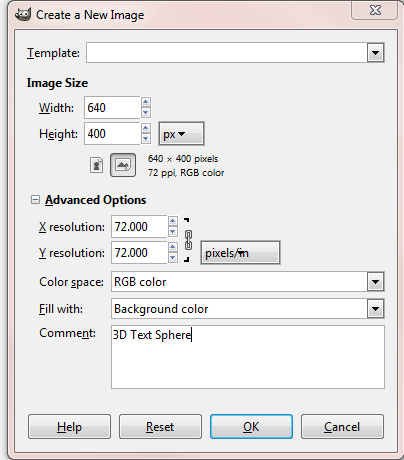 Create a New Image
Template:
Image Size
Width: 640
Height: 400 px
640 × 400 pixels
72 ppi, RGB color
Advanced Options
X resolution: 72.000
Y resolution: 72.000 pixels/in
Color space: RGB color
Fill with: Background color
Comment: 3D Text Sphere
Help Reset OK Cancel